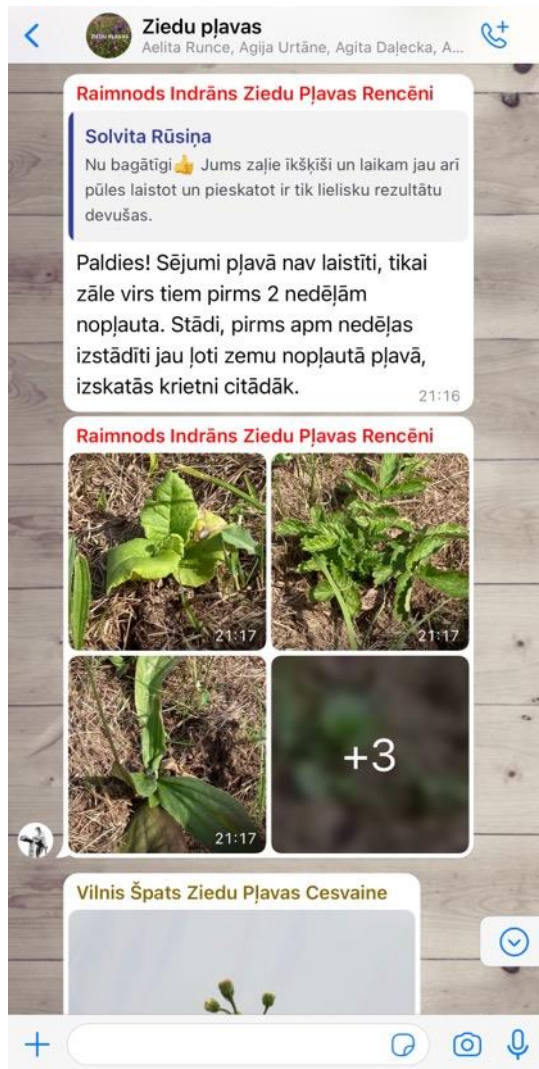 Ziedu pļavas
Aelita Runce, Agija Urtāne, Agita Daļecka, A...
Raimnods Indrāns Ziedu Pļavas Rencēni
Solvita Rūsiņa
Nu bagātīgi👍 Jums zaļie īkšķīši un laikam jau arī
pūles laistot un pieskatot ir tik lielisku rezultātu
devušas.
Paldies! Sējumi pļavā nav laistīti, tikai
zāle virs tiem pirms 2 nedēļām
nopļauta. Stādi, pirms apm nedēļas
izstādīti jau ļoti zemu nopļautā pļavā,
izskatās krietni citādāk.
21:16
Raimnods Indrāns Ziedu Pļavas Rencēni
21:17
21:17
21:17
+3
Vilnis Špats Ziedu Pļavas Cesvaine